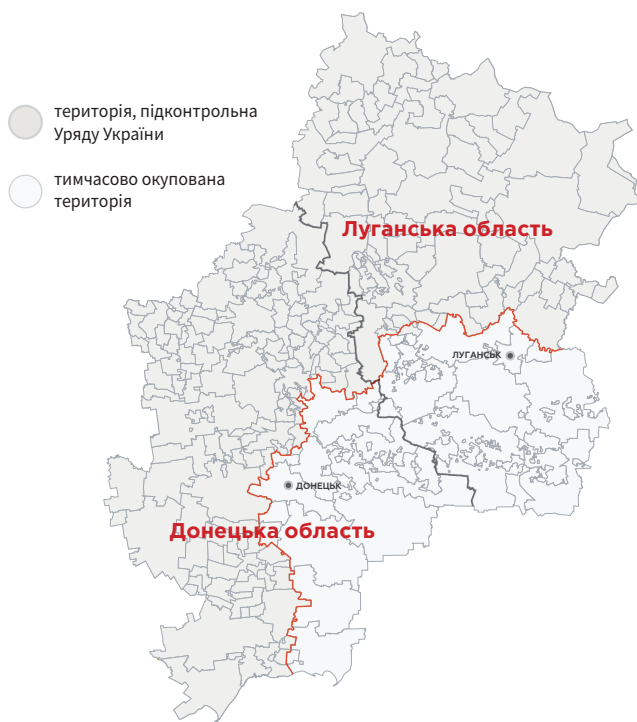 територія, підконтрольна
Уряду України
тимчасово окупована
територія
Луганська область
ЛУГАНСЬК
ДОНЕЦЬК
Донецька область